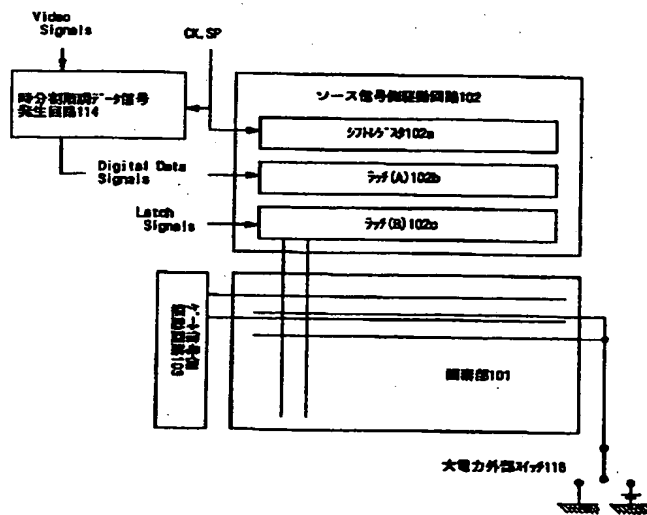 Video
Signals
CK,SP
時分割階調データ信号
発生回路114
ソース信号側駆動回路102
シフトレジスタ102a
Digital Data
Signals
ラッチ(A)102b
Latch
Signals
ラッチ(B)102c
ゲート信号側
駆動回路103
画素部101
大電力外部スイッチ116